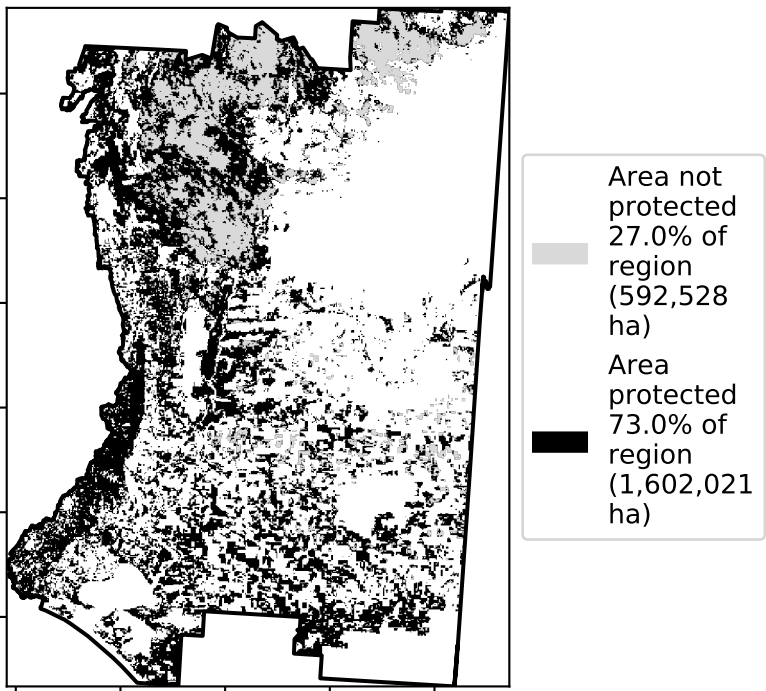 Area not
protected
27.0% of
region
(592,528
ha)
Area
protected
73.0% of
region
(1,602,021
ha)